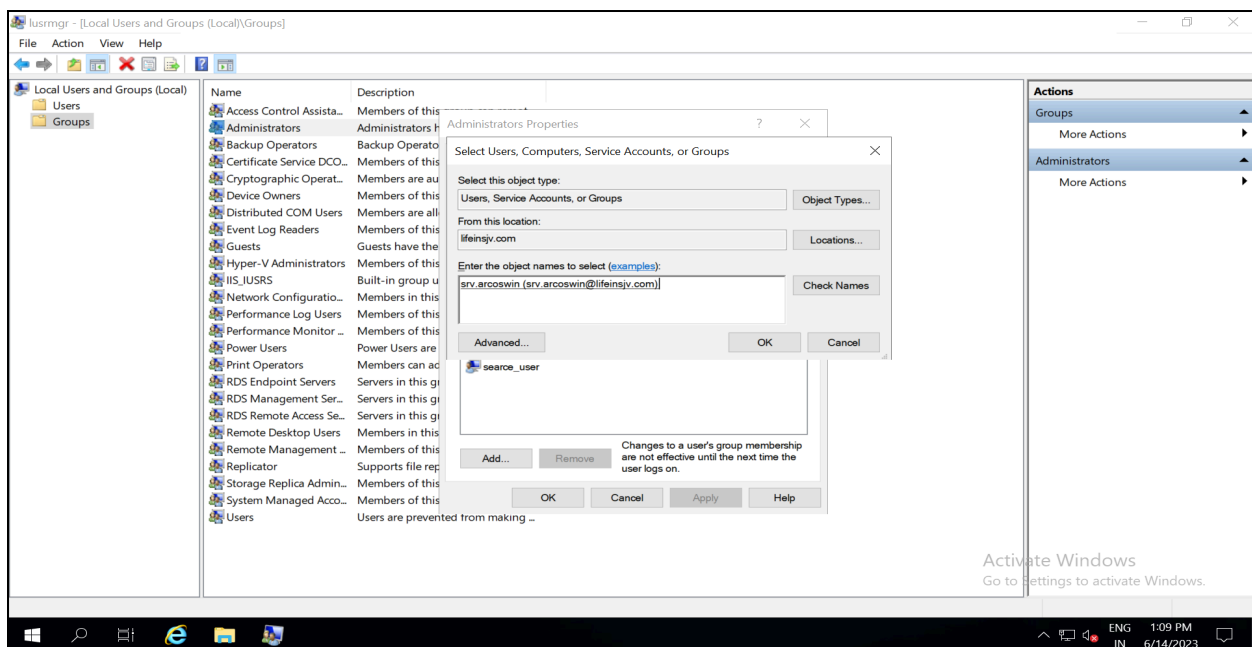 lusrmgr - [Local Users and Groups (Local)\Groups]
File Action View Help
Local Users and Groups (Local)
Users
Groups
Name Description
Access Control Assista... Members of this
Administrators Administrators h
Backup Operators Backup Operato
Certificate Service DCO... Members of this
Cryptographic Operat... Members are au
Device Owners Members of this
Distributed COM Users Members are all
Event Log Readers Members of this
Guests Guests have the
Hyper-V Administrators Members of this
IIS_IUSRS Built-in group u
Network Configuratio... Members in this
Performance Log Users Members of this
Performance Monitor ... Members of this
Power Users Power Users are
Print Operators Members can ad
RDS Endpoint Servers Servers in this gr
RDS Management Ser... Servers in this gr
RDS Remote Access Se... Servers in this gr
Remote Desktop Users Members in this
Remote Management ... Members of this
Replicator Supports file rep
Storage Replica Admin... Members of this
System Managed Acco... Members of this
Users Users are prevented from making ...
Administrators Properties ?
Select Users, Computers, Service Accounts, or Groups
Select this object type:
Users, Service Accounts, or Groups
Object Types...
From this location:
lifeinsjv.com
Locations...
Enter the object names to select (examples):
srv.arcoswin (srv.arcoswin@lifeinsjv.com)
Check Names
Advanced... OK Cancel
searce_user
Add... Remove
Changes to a user's group membership
are not effective until the next time the
user logs on.
OK Cancel Apply Help
Actions
Groups
More Actions
Administrators
More Actions
Activate Windows
Go to Settings to activate Windows.
ENG
IN
1:09 PM
6/14/2023